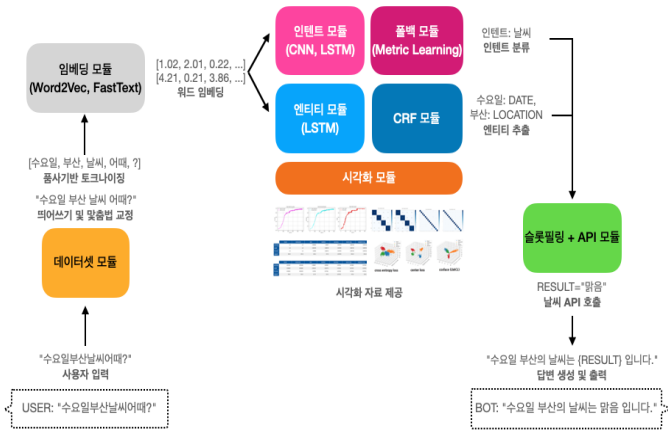 임베딩 모듈
(Word2Vec, FastText)
[수요일, 부산, 날씨, 어때, ?]
품사기반 토크나이징
"수요일 부산 날씨 어때?"
띄어쓰기 및 맟춤법 교정
데이터셋 모듈
"수요일부산날씨어때?"
사용자 입력
USER: "수요일부산날씨어때?"
[1.02, 2.01, 0.22, ...]
[4.21, 0.21, 3.86, ...]
워드 임베딩
인텐트 모듈
(CNN, LSTM)
폴백 모듈
(Metric Learning)
엔티티 모듈
(LSTM)
CRF 모듈
시각화 모듈
시각화 자료 제공
인텐트: 날씨
인텐트 분류
수요일: DATE,
부산: LOCATION
엔티티 추출
슬롯필링 + API 모듈
RESULT="맑음"
날씨 API 호출
"수요일 부산의 날씨는 {RESULT} 입니다."
답변 생성 및 출력
BOT: "수요일 부산의 날씨는 맑음 입니다."